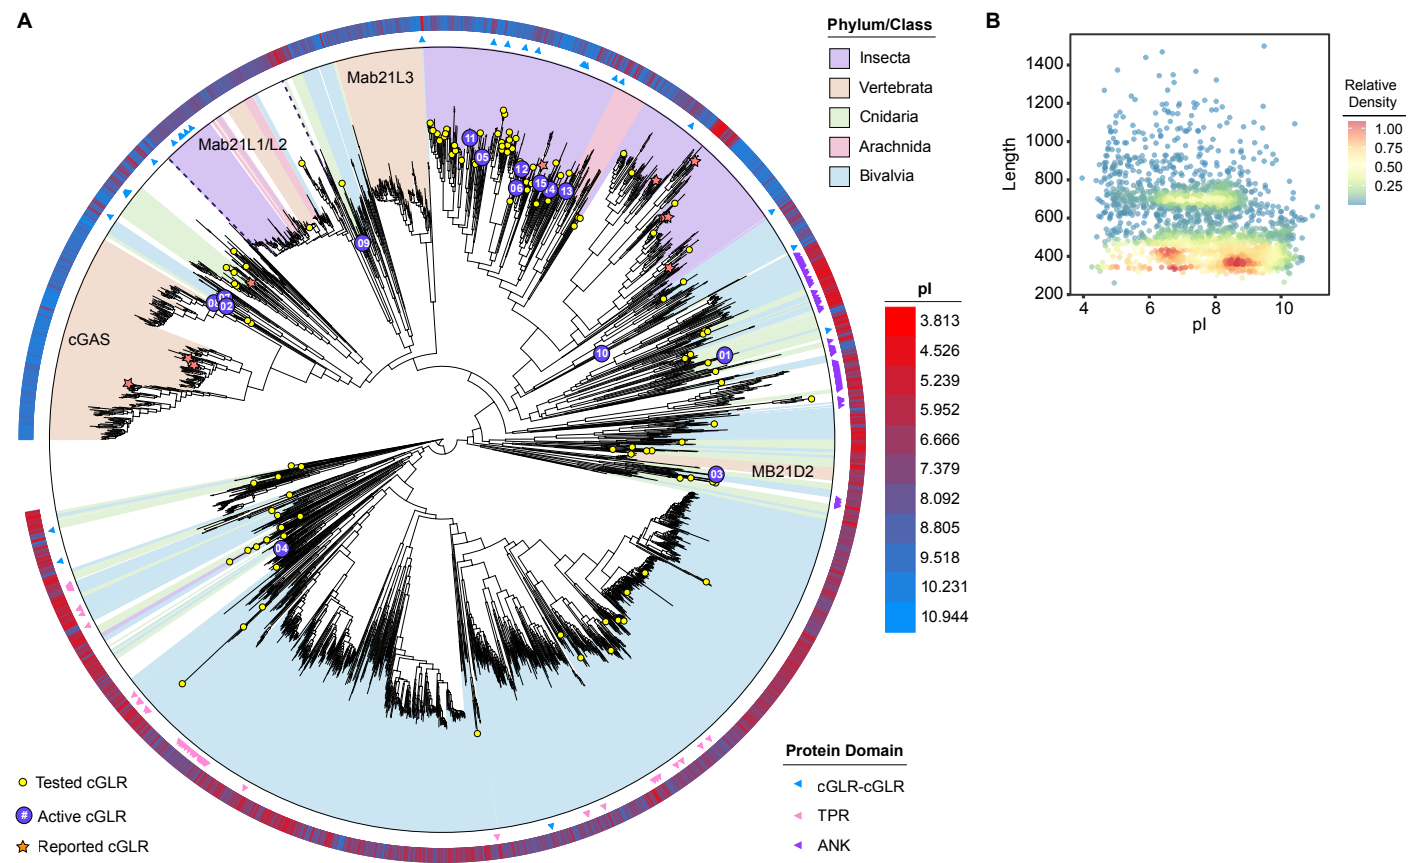 A
Phylum/Class
Insecta
Vertebrata
Cnidaria
Arachnida
Bivalvia
Mab21L3
Mab21L1/L2
cGAS
MB21D2
11
05
12
06
15
14
13
09
02
10
01
03
04
pI
3.813
4.526
5.239
5.952
6.666
7.379
8.092
8.805
9.518
10.231
10.944
Tested cGLR
# Active cGLR
Reported cGLR
Protein Domain
cGLR-cGLR
TPR
ANK
B
Length
1400
1200
1000
800
600
400
200
4 6 8 10
pI
Relative
Density
1.00
0.75
0.50
0.25